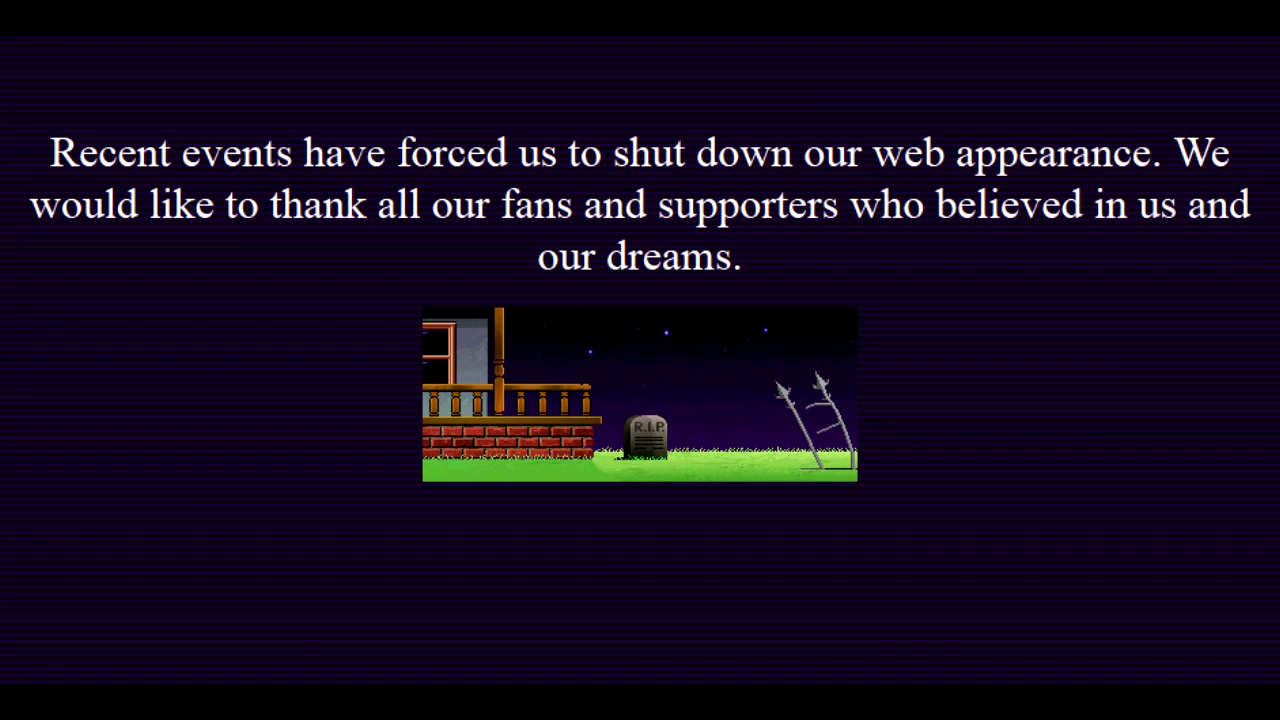 Recent events have forced us to shut down our web appearance. We
would like to thank all our fans and supporters who believed in us and
our dreams.
R.I.P.